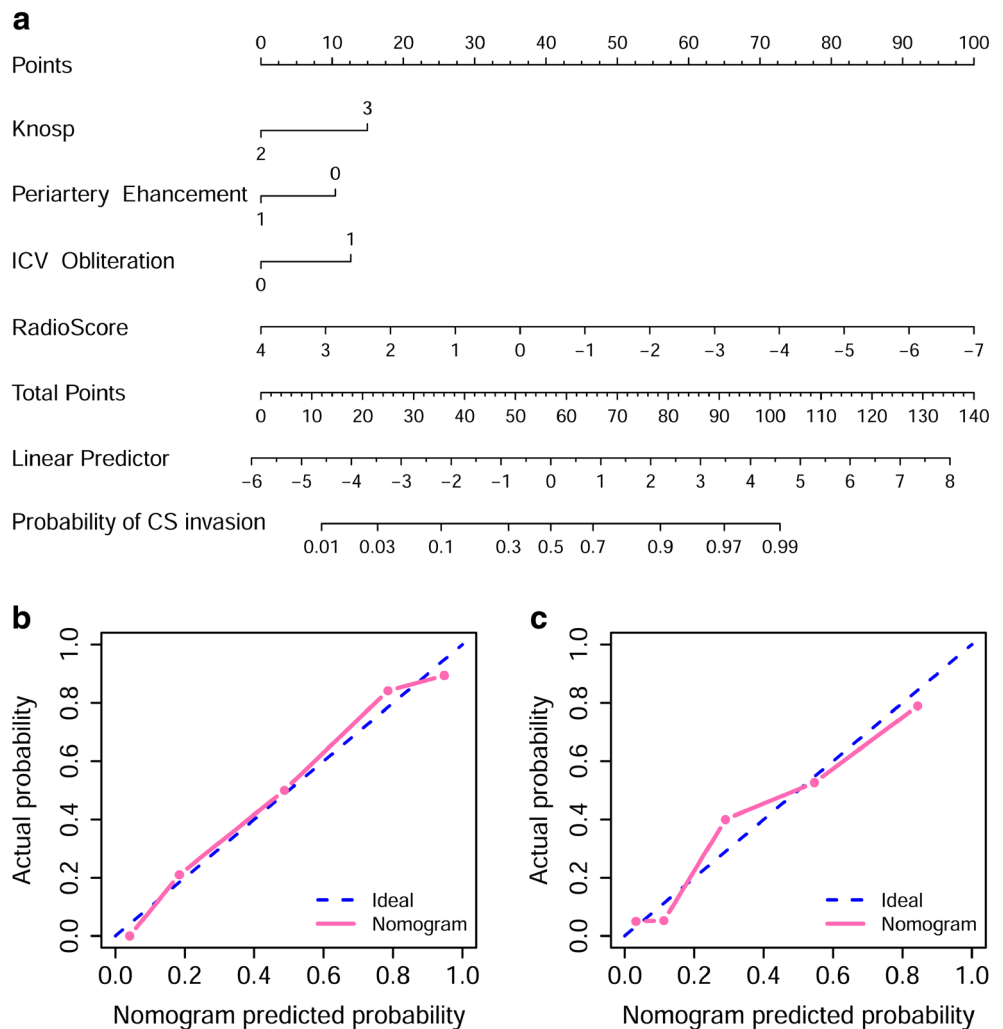 a
0 10 20 30 40 50 60 70 80 90 100
Points
3
Knosp
2
0
Periartery Ehancement
1
1
ICV Obliteration
0
RadioScore
4 3 2 1 0 −1 −2 −3 −4 −5 −6 −7
Total Points
0 10 20 30 40 50 60 70 80 90 100 110 120 130 140
Linear Predictor
−6 −5 −4 −3 −2 −1 0 1 2 3 4 5 6 7 8
Probability of CS invasion
0.01 0.03 0.1 0.3 0.5 0.7 0.9 0.97 0.99
b
Actual probability
1.0
0.8
0.6
0.4
0.2
0.0
Ideal
Nomogram
0.0 0.2 0.4 0.6 0.8 1.0
Nomogram predicted probability
c
Actual probability
1.0
0.8
0.6
0.4
0.2
0.0
Ideal
Nomogram
0.0 0.2 0.4 0.6 0.8 1.0
Nomogram predicted probability